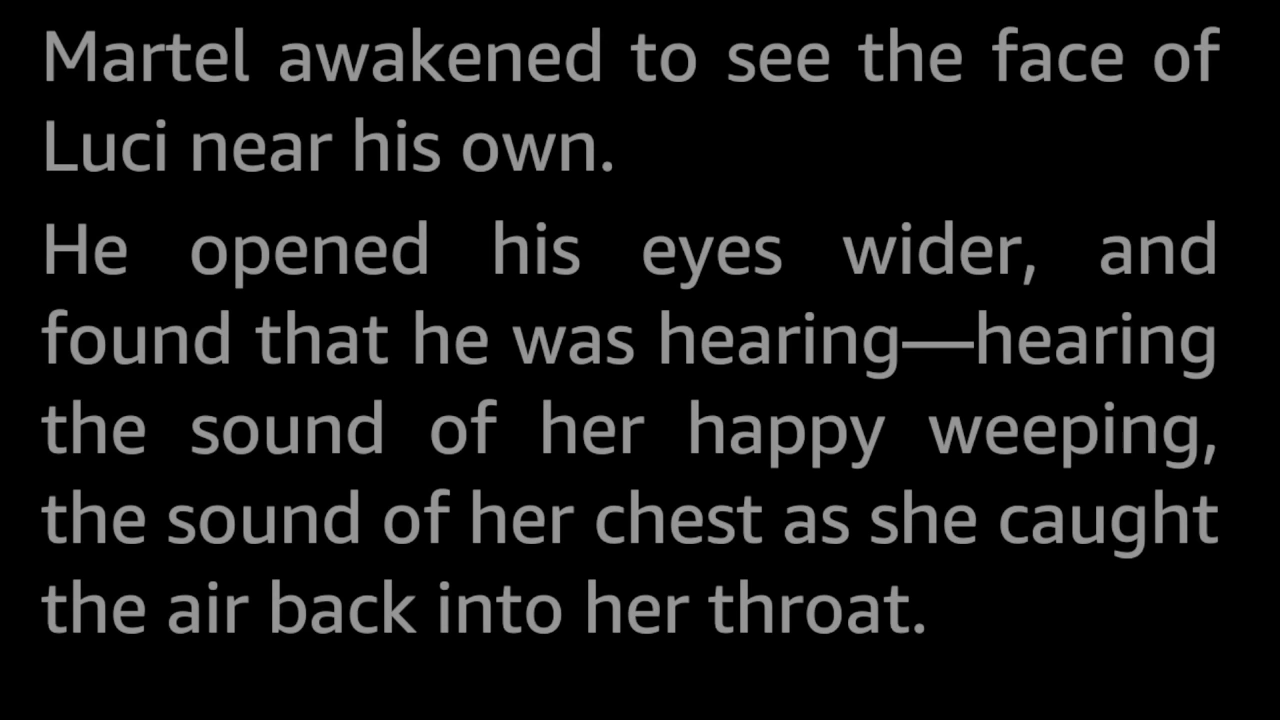 Martel awakened to see the face of
Luci near his own.
He opened his eyes wider, and
found that he was hearing—hearing
the sound of her happy weeping,
the sound of her chest as she caught
the air back into her throat.